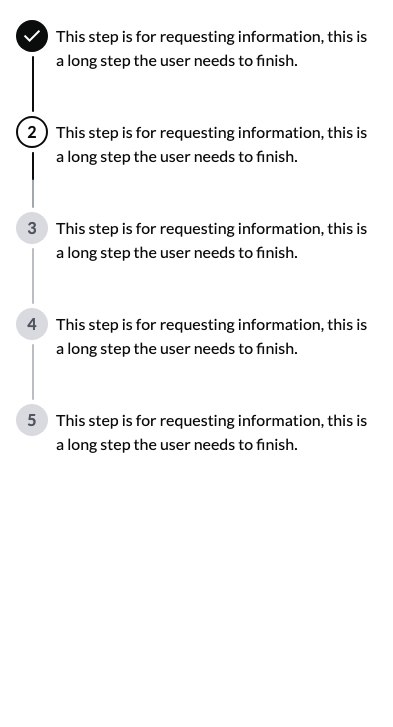 This step is for requesting information, this is
a long step the user needs to finish.
2
This step is for requesting information, this is
a long step the user needs to finish.
3
This step is for requesting information, this is
a long step the user needs to finish.
4
This step is for requesting information, this is
a long step the user needs to finish.
5
This step is for requesting information, this is
a long step the user needs to finish.